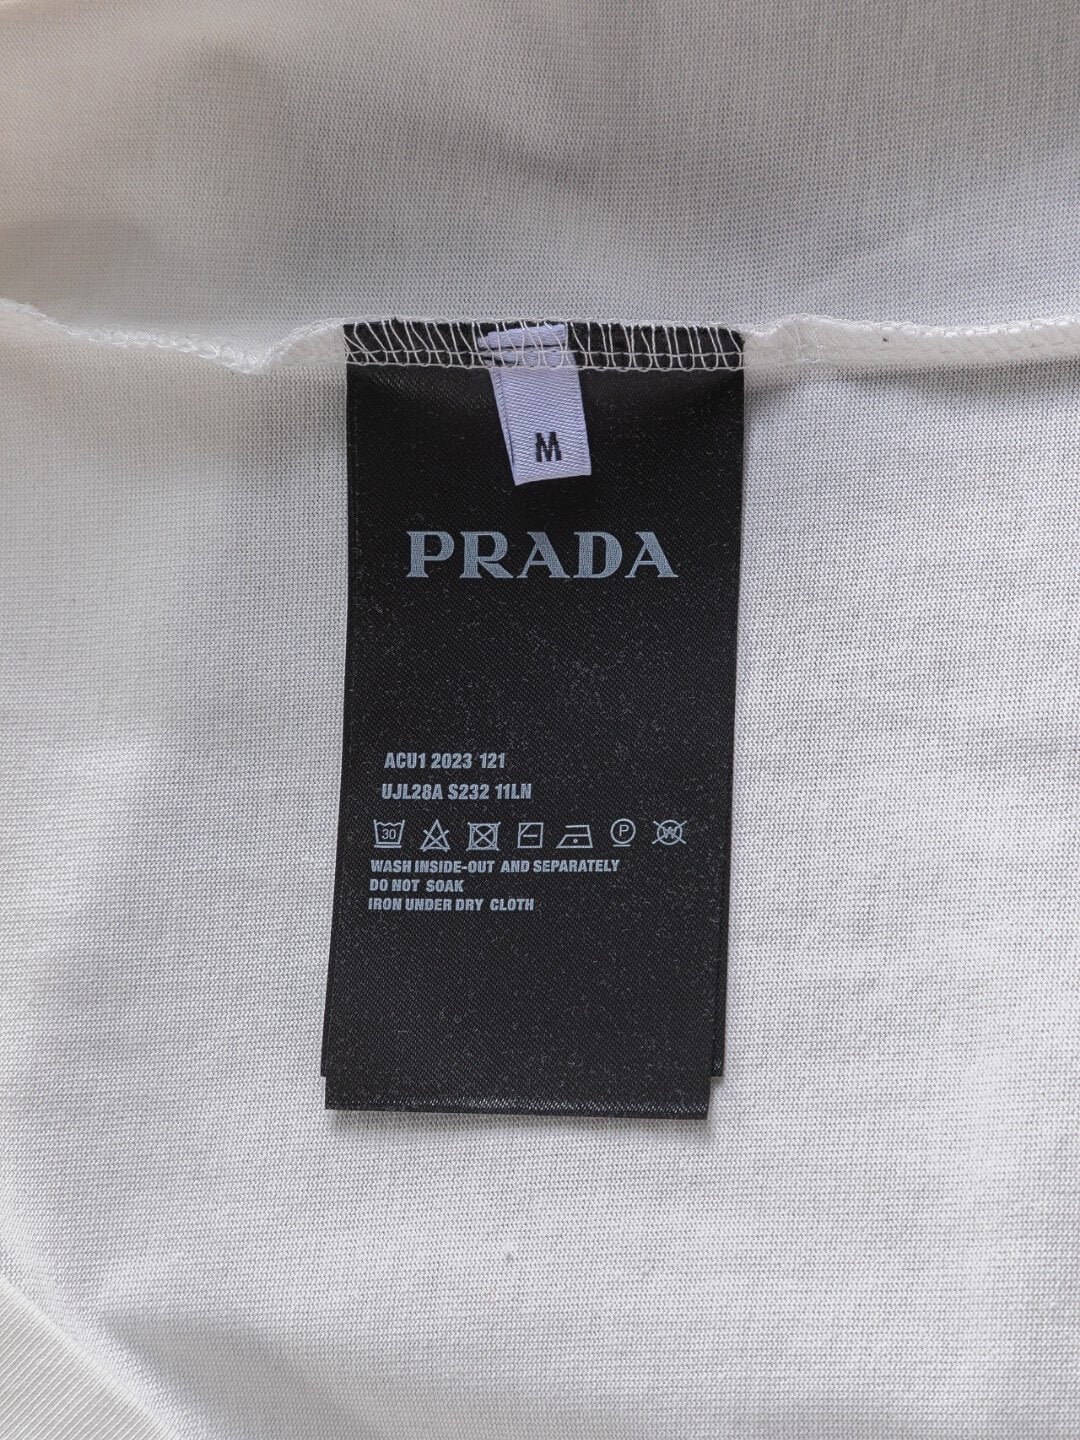 M
PRADA
ACU1 2023 121
UJL28A S232 11LN
30 P W
WASH INSIDE-OUT AND SEPARATELY
DO NOT SOAK
IRON UNDER DRY CLOTH